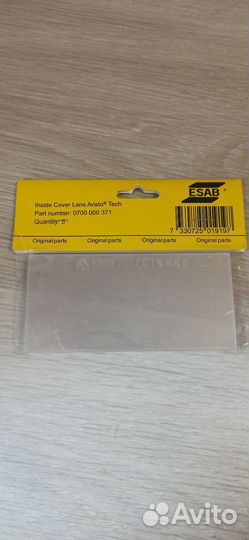 ESAB
Inside Cover Lens Aristo® Tech
Part number: 0700 000 371
Quantity: 5
7 330725 019197
Original parts Original parts Original parts Original parts
Avito